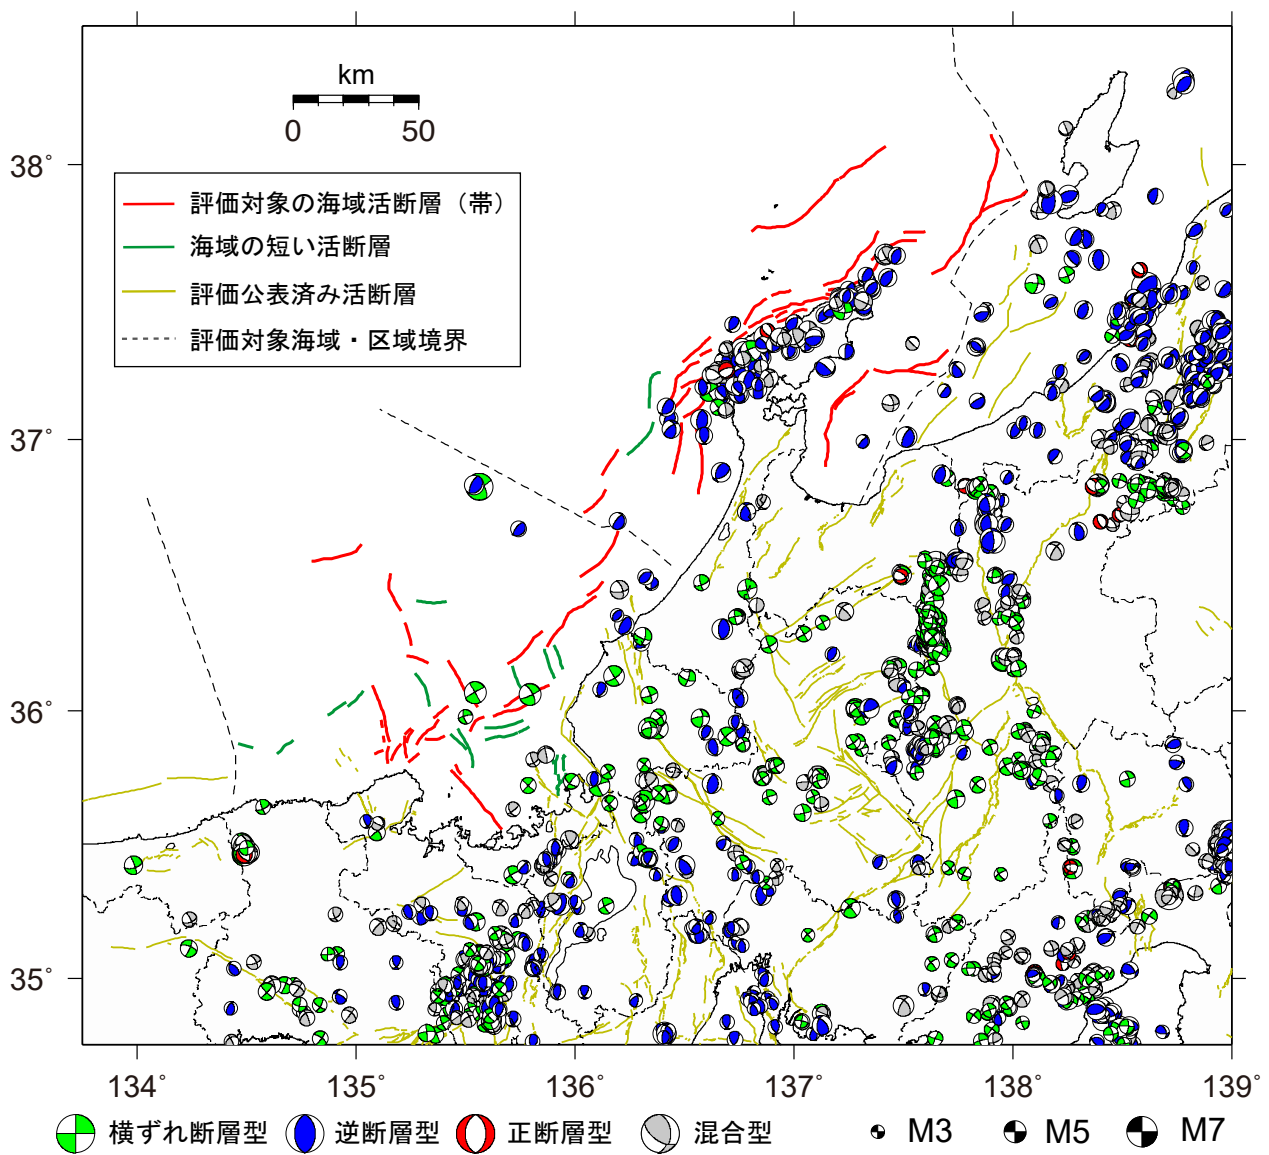 km
0 50
評価対象の海域活断層（帯）
海域の短い活断層
評価公表済み活断層
評価対象海域・区域境界
38°
37°
36°
35°
134° 135° 136° 137° 138° 139°
横ずれ断層型 逆断層型 正断層型 混合型 M3 M5 M7